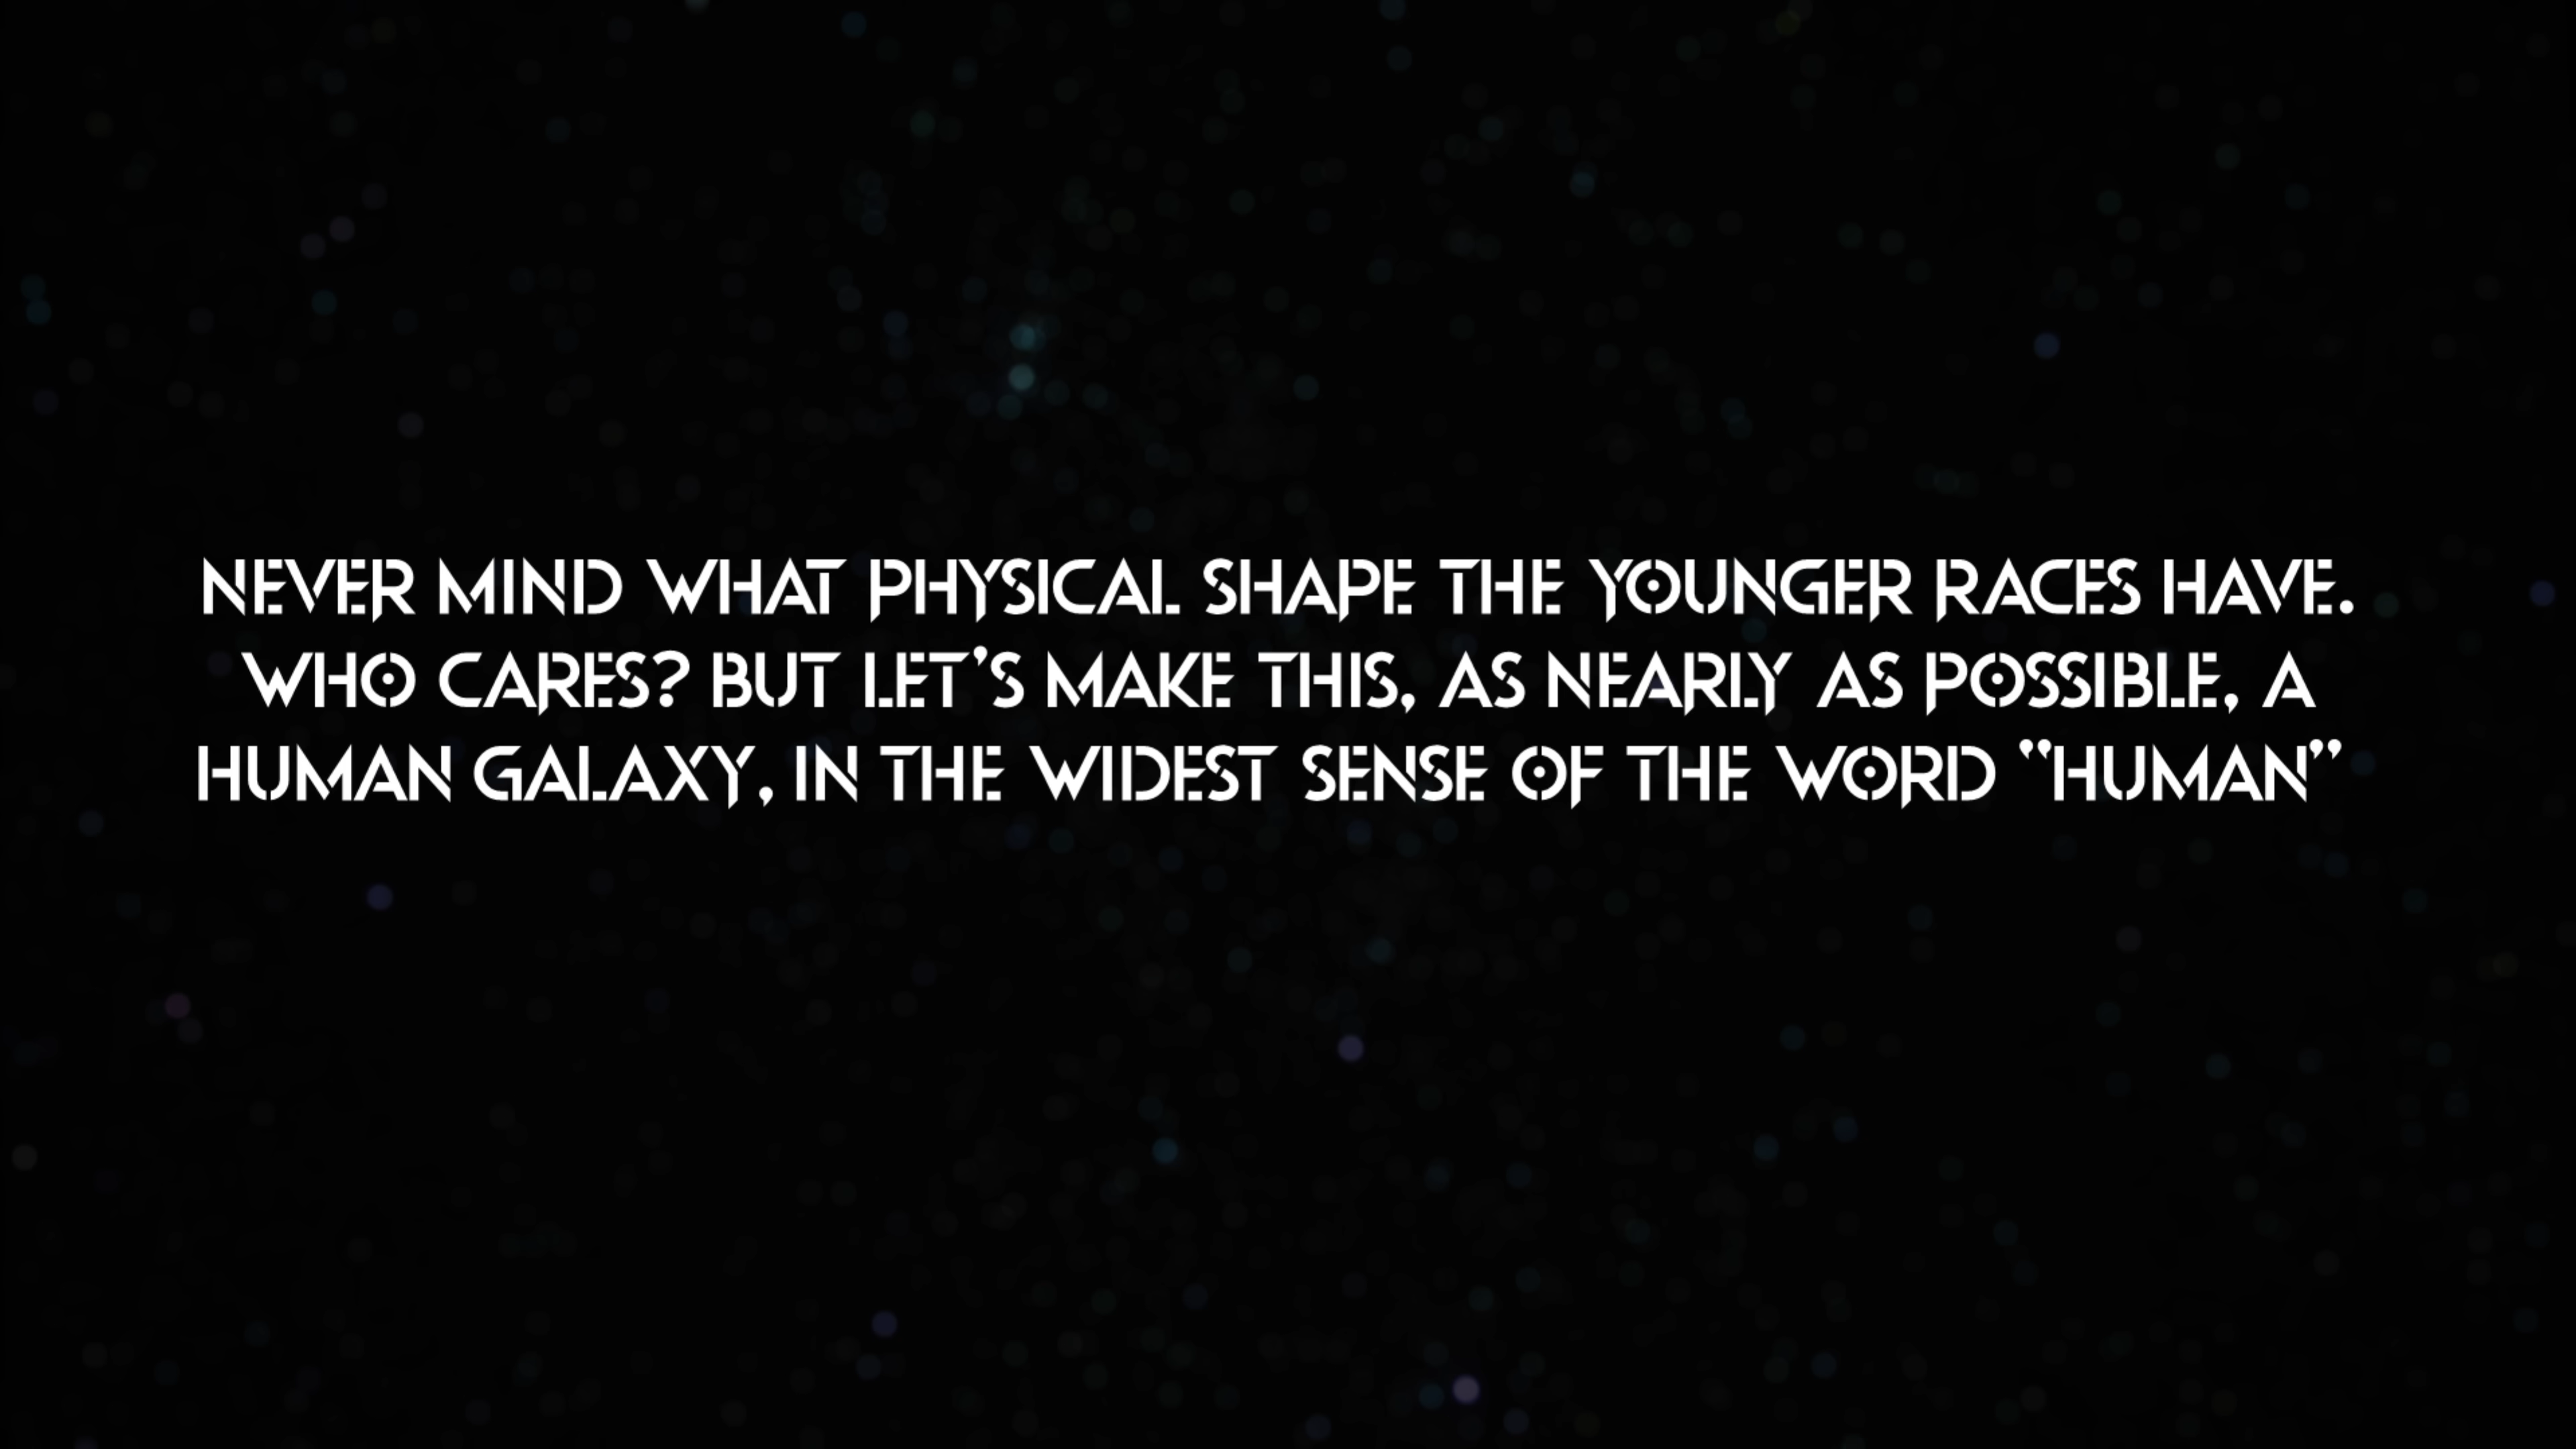 NEVER MIND WHAT PHYSICAL SHAPE THE YOUNGER RACES HAVE.
WHO CARES? BUT LET’S MAKE THIS, AS NEARLY AS POSSIBLE, A
HUMAN GALAXY, IN THE WIDEST SENSE OF THE WORD “HUMAN”